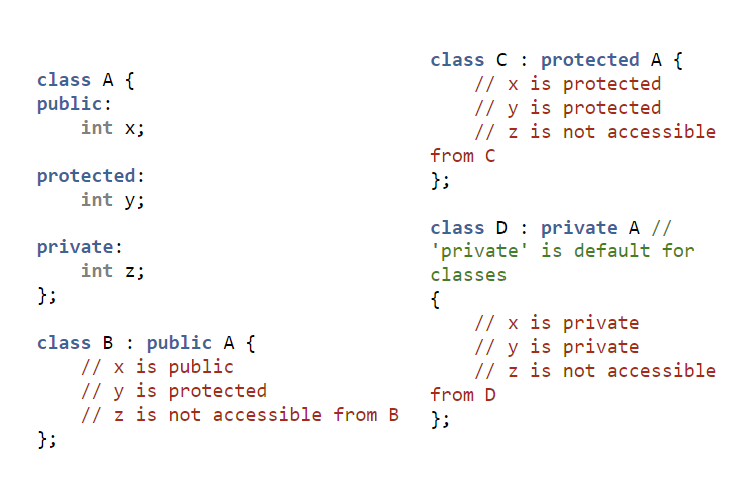 class A {
public:
    int x;

protected:
    int y;

private:
    int z;
};

class B : public A {
    // x is public
    // y is protected
    // z is not accessible from B
};

class C : protected A {
    // x is protected
    // y is protected
    // z is not accessible
from C
};

class D : private A //
'private' is default for
classes
{
    // x is private
    // y is private
    // z is not accessible
from D
};